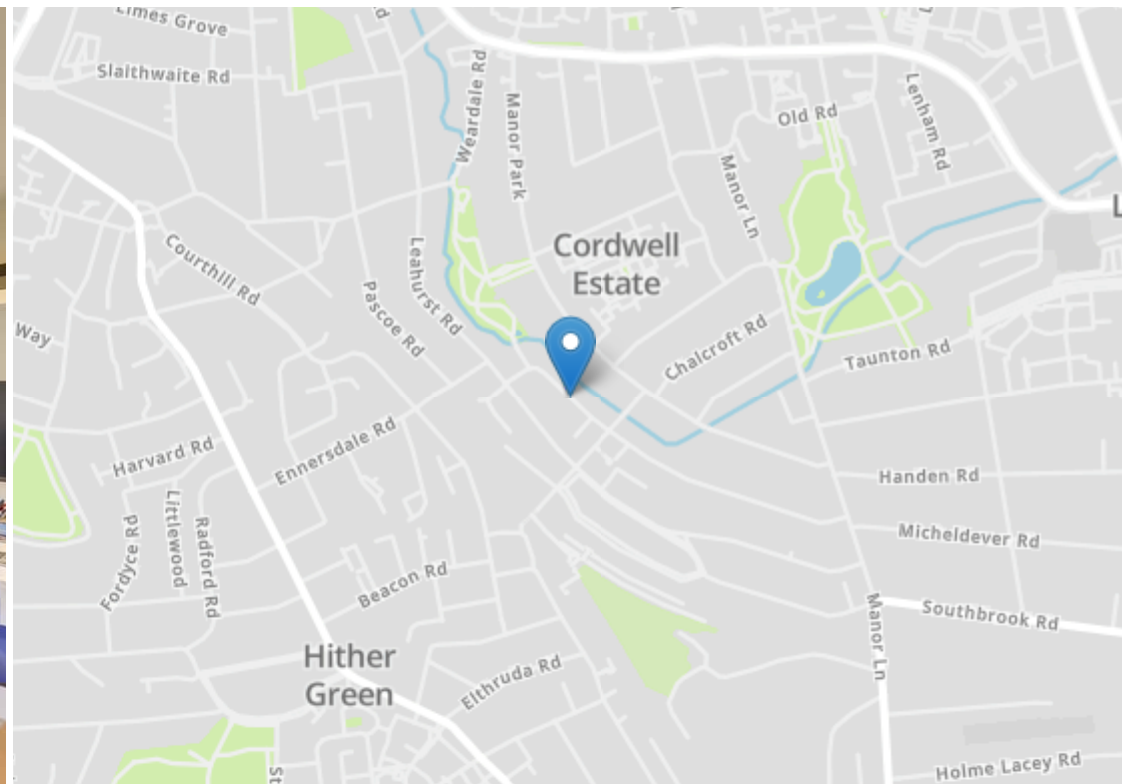 Limes Grove
Slaithwaite Rd
Rd
Weardale Rd
Manor Park
Old Rd
Lenham Rd
Manor Ln
Courthill Rd
Leahurst Rd
Pascoe Rd
Cordwell
Estate
Way
Chalcroft Rd
Taunton Rd
Harvard Rd
Ennersdale Rd
Handen Rd
Fordyce Rd
Littlewood
Radford Rd
Micheldever Rd
Beacon Rd
Manor Ln
Southbrook Rd
Hither
Green
Elthruda Rd
Holme Lacey Rd
St